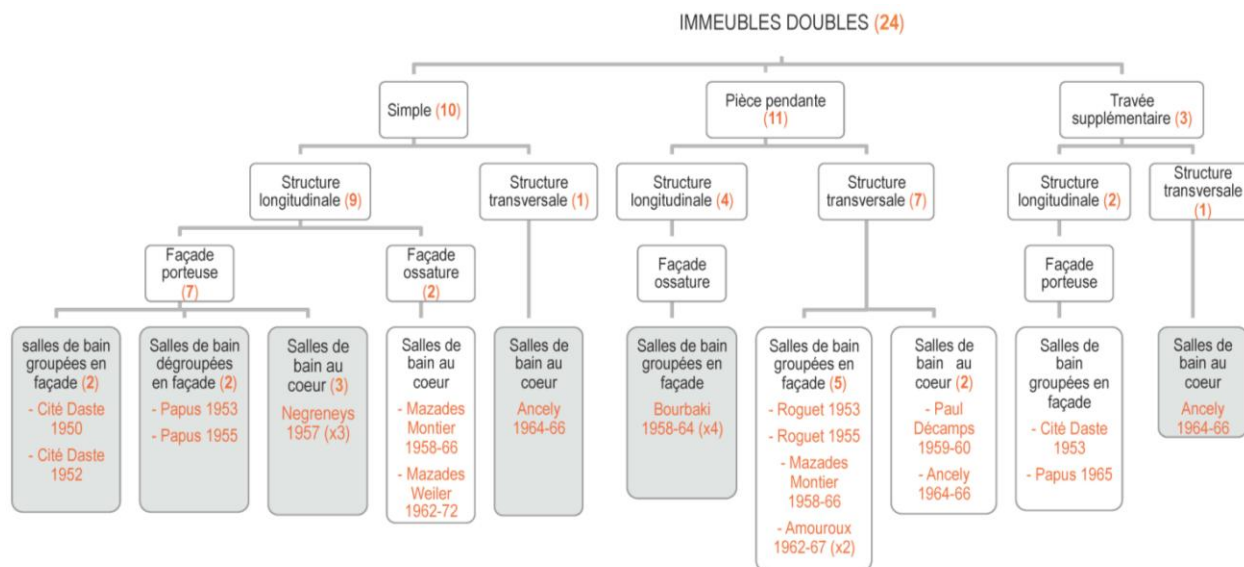 IMMEUBLES DOUBLES (24)
Simple (10)
Pièce pendante
(11)
Travée
supplémentaire (3)
Structure
longitudinale (9)
Structure
transversale (1)
Structure
longitudinale (4)
Structure
transversale (7)
Structure
longitudinale (2)
Structure
transversale
(1)
Façade
porteuse
(7)
Façade
ossature
(2)
Façade
ossature
Façade
porteuse
salles de bain
groupées en
façade (2)
- Cité Daste
1950
- Cité Daste
1952
Salles de bain
dégroupées
en façade (2)
- Papus 1953
- Papus 1955
Salles de
bain au
coeur (3)
Negreneys
1957 (x3)
Salles de
bain au
coeur
- Mazades
Montier
1958-66
- Mazades
Weiler
1962-72
Salles de
bain au
coeur
Ancely
1964-66
Salles de bain
groupées en
façade
Bourbaki
1958-64 (x4)
Salles de bain
groupées en
façade (5)
- Roguet 1953
- Roguet 1955
- Mazades
Montier
1958-66
- Amouroux
1962-67 (x2)
Salles de
bain au
coeur (2)
- Paul
Décamps
1959-60
- Ancely
1964-66
Salles de
bain
groupées en
façade
- Cité Daste
1953
- Papus 1965
Salles de
bain au
coeur
Ancely
1964-66